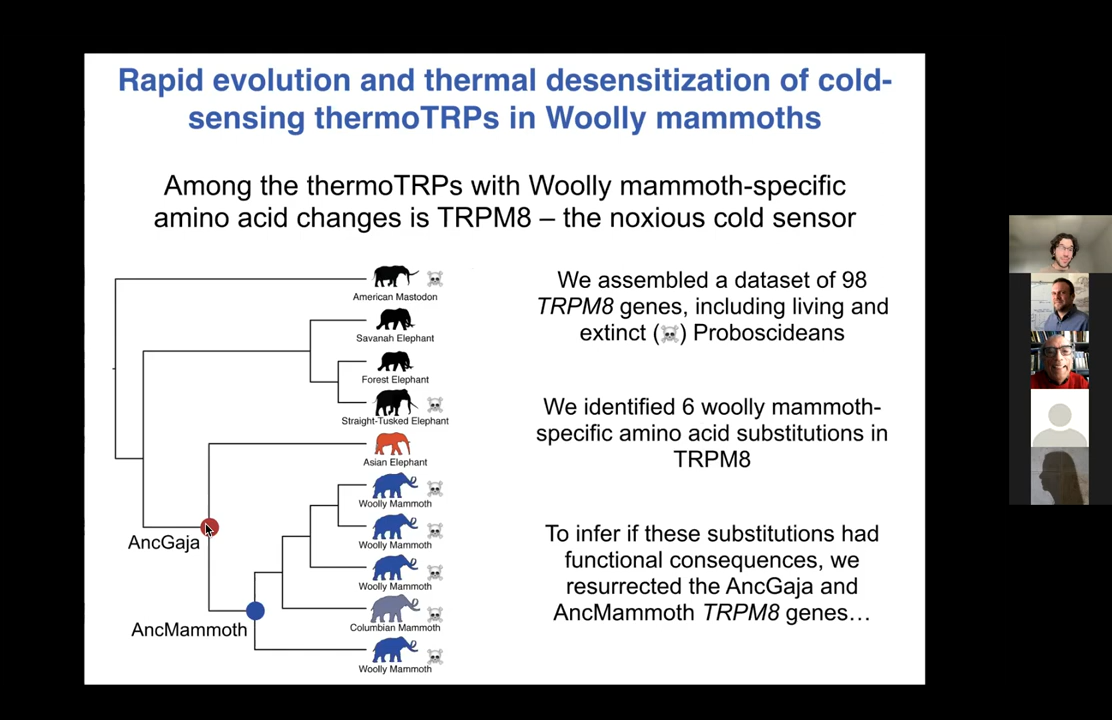 Rapid evolution and thermal desensitization of cold-
sensing thermoTRPs in Woolly mammoths
Among the thermoTRPs with Woolly mammoth-specific
amino acid changes is TRPM8 – the noxious cold sensor
American Mastodon
Savanah Elephant
Forest Elephant
Straight-Tusked Elephant
Asian Elephant
Woolly Mammoth
AncGaja
Woolly Mammoth
Woolly Mammoth
Columbian Mammoth
AncMammoth
Woolly Mammoth
We assembled a dataset of 98
TRPM8 genes, including living and
extinct (☠) Proboscideans
We identified 6 woolly mammoth-
specific amino acid substitutions in
TRPM8
To infer if these substitutions had
functional consequences, we
resurrected the AncGaja and
AncMammoth TRPM8 genes…